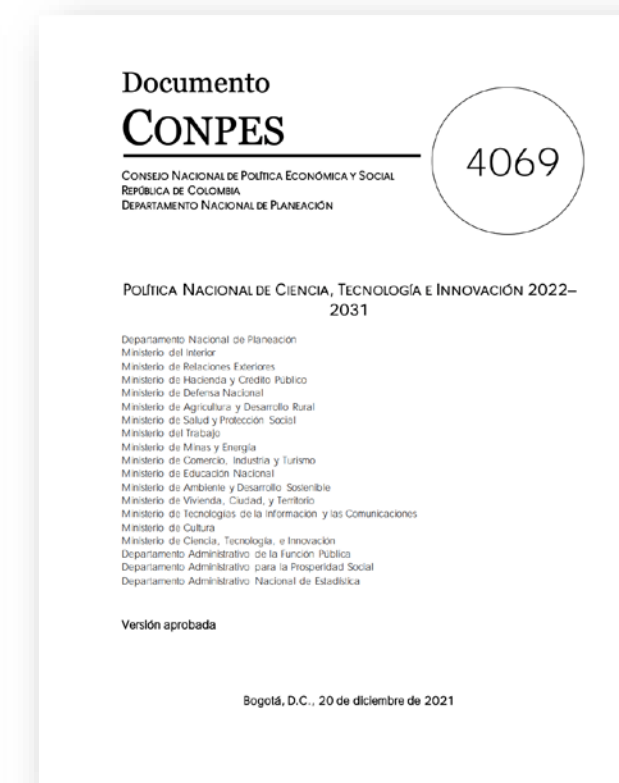 Documento
CONPES
4069
CONSEJO NACIONAL DE POLÍTICA ECONÓMICA Y SOCIAL
REPÚBLICA DE COLOMBIA
DEPARTAMENTO NACIONAL DE PLANEACIÓN
POLÍTICA NACIONAL DE CIENCIA, TECNOLOGÍA E INNOVACIÓN 2022–
2031
Departamento Nacional de Planeación
Ministerio del Interior
Ministerio de Relaciones Exteriores
Ministerio de Hacienda y Crédito Público
Ministerio de Defensa Nacional
Ministerio de Agricultura y Desarrollo Rural
Ministerio de Salud y Protección Social
Ministerio del Trabajo
Ministerio de Minas y Energía
Ministerio de Comercio, Industria y Turismo
Ministerio de Educación Nacional
Ministerio de Ambiente y Desarrollo Sostenible
Ministerio de Vivienda, Ciudad, y Territorio
Ministerio de Tecnologías de la Información y las Comunicaciones
Ministerio de Cultura
Ministerio de Ciencia, Tecnología, e Innovación
Departamento Administrativo de la Función Pública
Departamento Administrativo para la Prosperidad Social
Departamento Administrativo Nacional de Estadística
Versión aprobada
Bogotá, D.C., 20 de diciembre de 2021